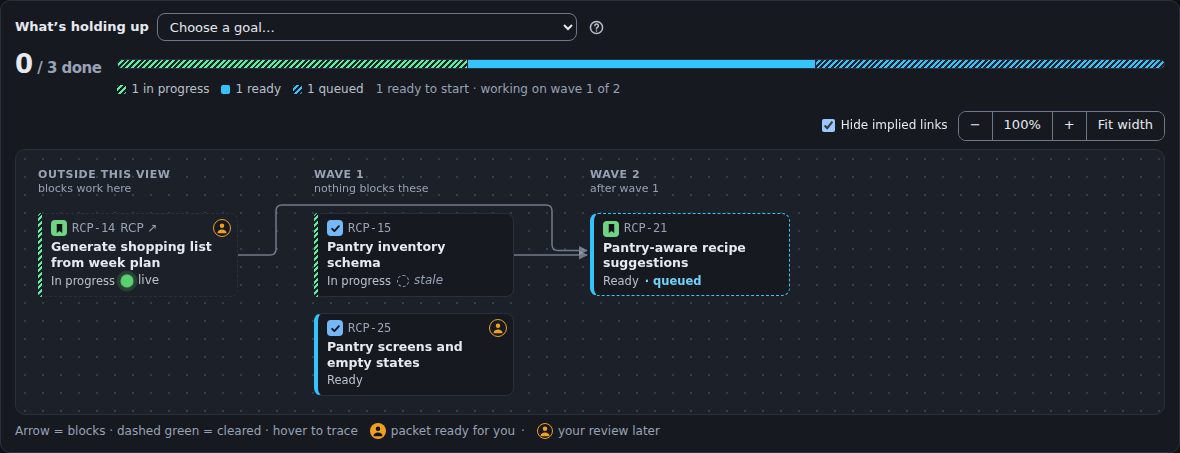 What's holding up Choose a goal…
0 / 3 done
1 in progress 1 ready 1 queued 1 ready to start · working on wave 1 of 2
Hide implied links − 100% + Fit width
OUTSIDE THIS VIEW
blocks work here
RCP-14 RCP ↗
Generate shopping list
from week plan
In progress live
WAVE 1
nothing blocks these
RCP-15
Pantry inventory
schema
In progress stale
RCP-25
Pantry screens and
empty states
Ready
WAVE 2
after wave 1
RCP-21
Pantry-aware recipe
suggestions
Ready · queued
Arrow = blocks · dashed green = cleared · hover to trace packet ready for you · your review later